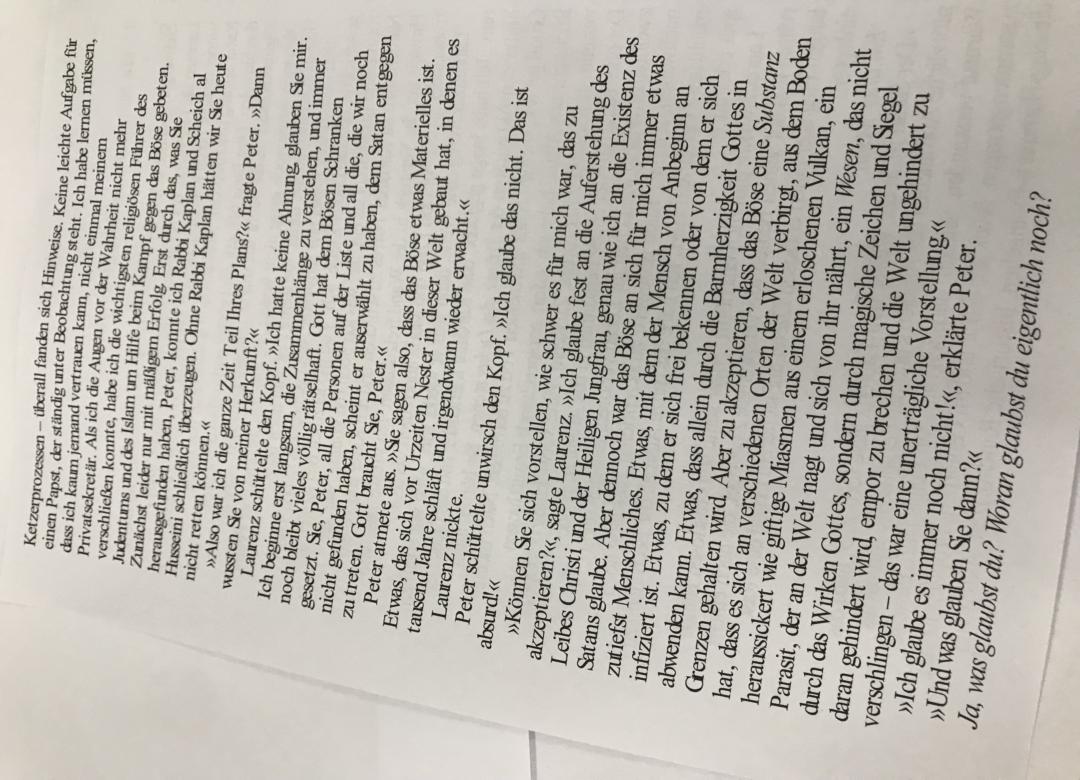 Ketzerprozessen – überall fanden sich Hinweise. Keine leichte Aufgabe für
einen Papst, der ständig unter Beobachtung steht. Ich habe lernen müssen,
dass ich kaum jemand vertrauen kann, nicht einmal meinem
Privatsekretär. Als ich die Augen vor der Wahrheit nicht mehr
verschließen konnte, habe ich die wichtigsten religiösen Führer des
Judentums und des Islam um Hilfe beim Kampf gegen das Böse gebeten.
Zunächst leider nur mit mäßigem Erfolg. Erst durch das, was Sie
herausgefunden haben, Peter, konnte ich Rabbi Kaplan und Scheich al
Husseini schließlich überzeugen. Ohne Rabbi Kaplan hätten wir Sie heute
nicht retten können.«
»Also war ich die ganze Zeit Teil Ihres Plans?« fragte Peter. »Dann
wussten Sie von meiner Herkunft?«
Laurenz schüttelte den Kopf. »Ich hatte keine Ahnung, glauben Sie mir.
Ich beginne erst langsam, die Zusammenhänge zu verstehen, und immer
noch bleibt vieles völlig rätselhaft. Gott hat dem Bösen Schranken
gesetzt. Sie, Peter, all die Personen auf der Liste und all die, die wir noch
nicht gefunden haben, scheint er auserwählt zu haben, dem Satan entgegen
zu treten. Gott braucht Sie, Peter.«
Peter atmete aus. »Sie sagen also, dass das Böse etwas Materielles ist.
Etwas, das sich vor Urzeiten Nester in dieser Welt gebaut hat, in denen es
tausend Jahre schläft und irgendwann wieder erwacht.«
Laurenz nickte.
Peter schüttelte unwirsch den Kopf. »Ich glaube das nicht. Das ist
absurd!«
»Können Sie sich vorstellen, wie schwer es für mich war, das zu
akzeptieren?«, sagte Laurenz. »Ich glaube fest an die Auferstehung des
Leibes Christi und der Heiligen Jungfrau, genau wie ich an die Existenz des
Satans glaube. Aber dennoch war das Böse an sich für mich immer etwas
zutiefst Menschliches. Etwas, mit dem der Mensch von Anbeginn an
infiziert ist. Etwas, zu dem er sich frei bekennen oder von dem er sich
abwenden kann. Etwas, dass allein durch die Barmherzigkeit Gottes in
Grenzen gehalten wird. Aber zu akzeptieren, dass das Böse eine Substanz
hat, dass es sich an verschiedenen Orten der Welt verbirgt, aus dem Boden
heraussickert wie giftige Miasmen aus einem erloschenen Vulkan, ein
Parasit, der an der Welt nagt und sich von ihr nährt, ein Wesen, das nicht
durch das Wirken Gottes, sondern durch magische Zeichen und Siegel
daran gehindert wird, empor zu brechen und die Welt ungehindert zu
verschlingen – das war eine unerträgliche Vorstellung.«
»Ich glaube es immer noch nicht!«, erklärte Peter.
»Und was glauben Sie dann?«
Ja, was glaubst du? Woran glaubst du eigentlich noch?